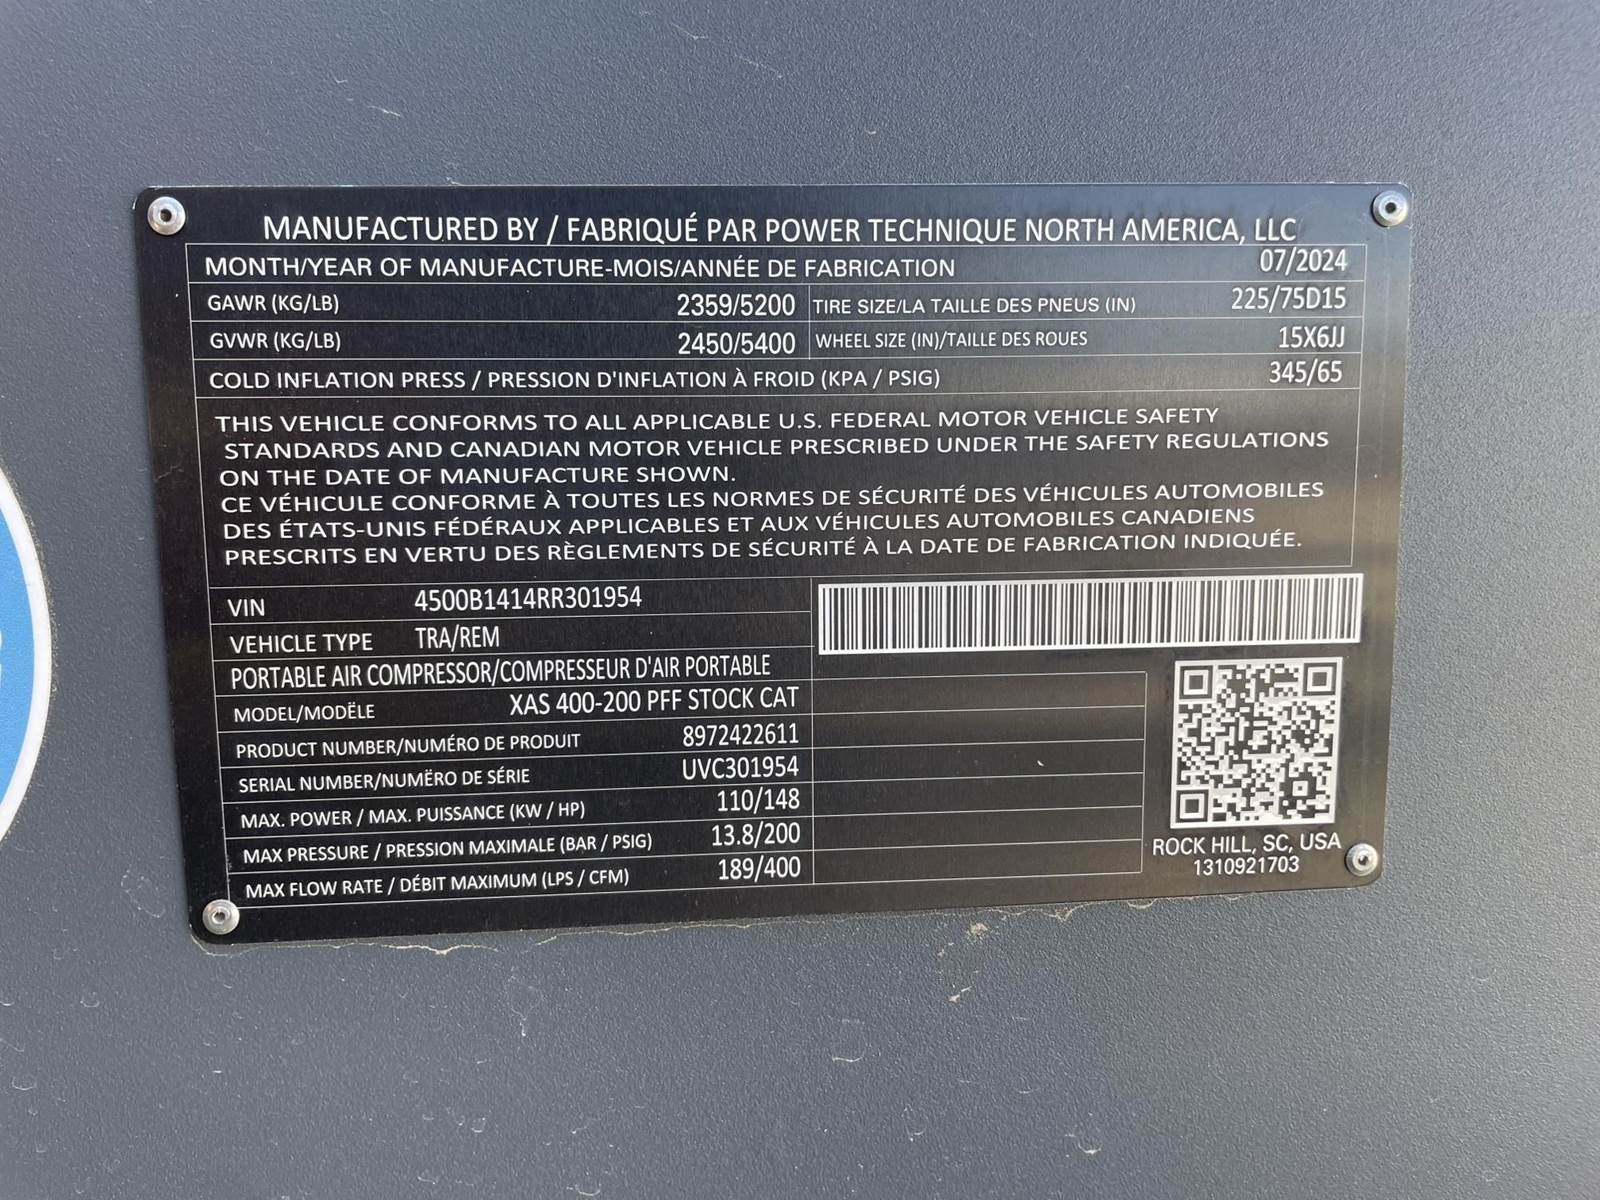 MANUFACTURED BY / FABRIQUÉ PAR POWER TECHNIQUE NORTH AMERICA, LLC
MONTH/YEAR OF MANUFACTURE-MOIS/ANNÉE DE FABRICATION 07/2024
GAWR (KG/LB) 2359/5200 TIRE SIZE/LA TAILLE DES PNEUS (IN) 225/75D15
GVWR (KG/LB) 2450/5400 WHEEL SIZE (IN)/TAILLE DES ROUES 15X6JJ
COLD INFLATION PRESS / PRESSION D'INFLATION À FROID (KPA / PSIG) 345/65
THIS VEHICLE CONFORMS TO ALL APPLICABLE U.S. FEDERAL MOTOR VEHICLE SAFETY
STANDARDS AND CANADIAN MOTOR VEHICLE PRESCRIBED UNDER THE SAFETY REGULATIONS
ON THE DATE OF MANUFACTURE SHOWN.
CE VÉHICULE CONFORME À TOUTES LES NORMES DE SÉCURITÉ DES VÉHICULES AUTOMOBILES
DES ÉTATS-UNIS FÉDÉRAUX APPLICABLES ET AUX VÉHICULES AUTOMOBILES CANADIENS
PRESCRITS EN VERTU DES RÈGLEMENTS DE SÉCURITÉ À LA DATE DE FABRICATION INDIQUÉE.
VIN 4500B1414RR301954
VEHICLE TYPE TRA/REM
PORTABLE AIR COMPRESSOR/COMPRESSEUR D'AIR PORTABLE
MODEL/MODËLE XAS 400-200 PFF STOCK CAT
PRODUCT NUMBER/NUMÉRO DE PRODUIT 8972422611
SERIAL NUMBER/NUMËRO DE SÉRIE UVC301954
MAX. POWER / MAX. PUISSANCE (KW / HP) 110/148
MAX PRESSURE / PRESSION MAXIMALE (BAR / PSIG) 13.8/200
MAX FLOW RATE / DÉBIT MAXIMUM (LPS / CFM) 189/400
ROCK HILL, SC, USA
1310921703